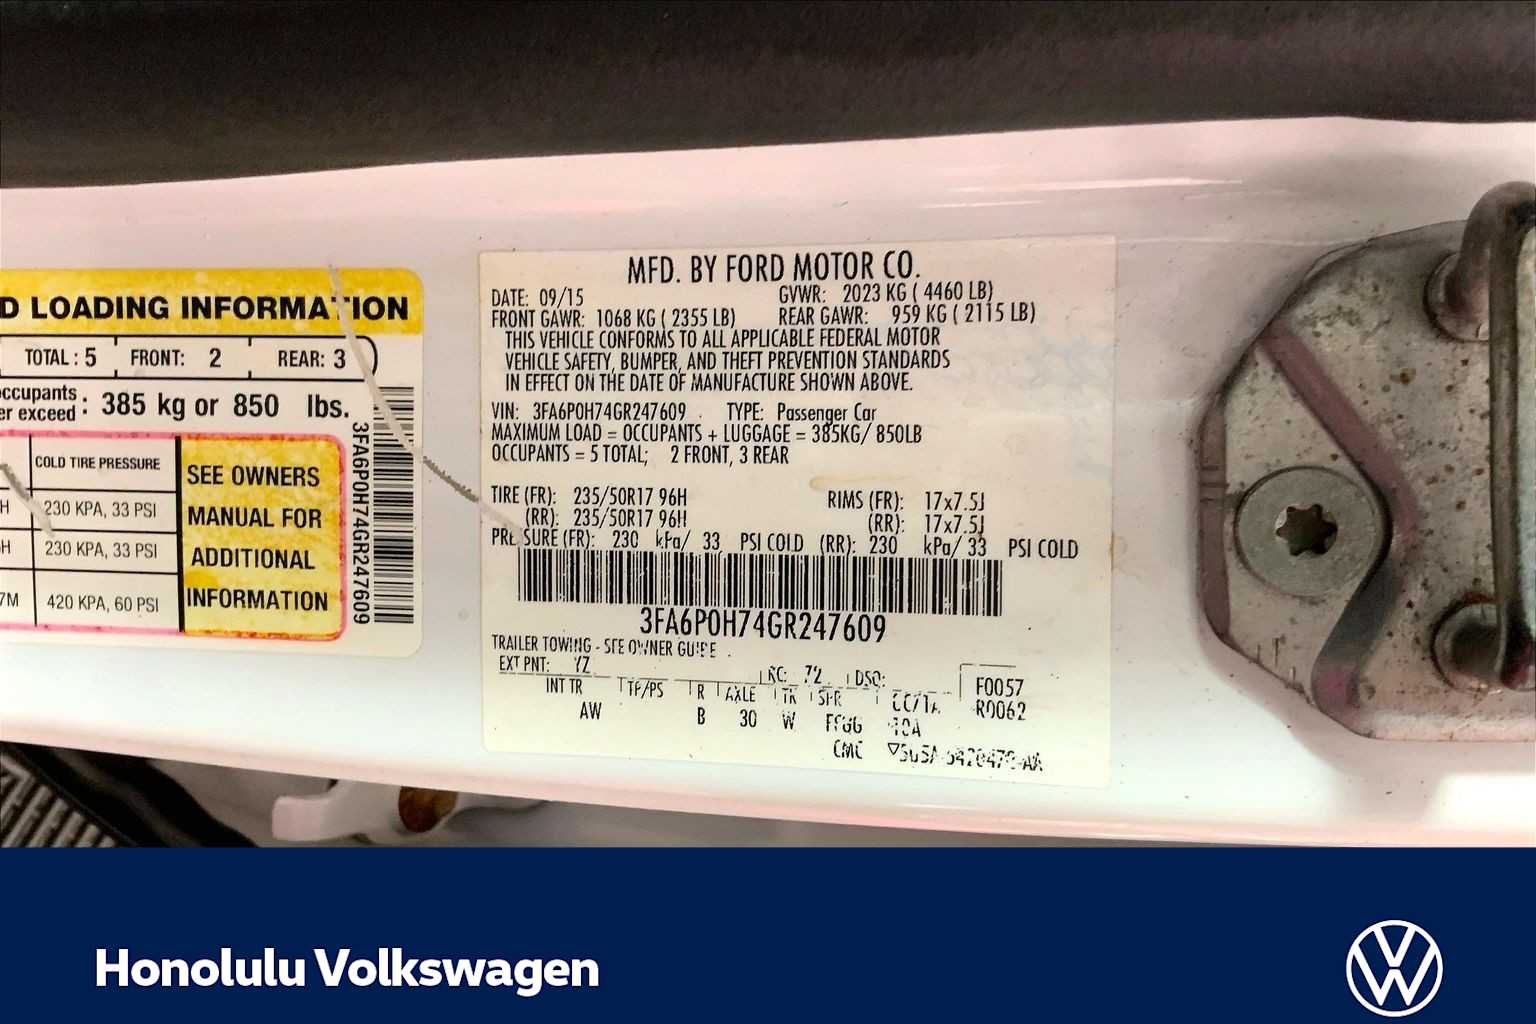 D LOADING INFORMATION
TOTAL : 5 FRONT: 2 REAR: 3
occupants
er exceed : 385 kg or 850 lbs.
COLD TIRE PRESSURE
H 230 KPA, 33 PSI
H 230 KPA, 33 PSI
7M 420 KPA, 60 PSI
SEE OWNERS
MANUAL FOR
ADDITIONAL
INFORMATION
3FA6P0H74GR247609
MFD. BY FORD MOTOR CO.
DATE: 09/15 GVWR: 2023 KG ( 4460 LB)
FRONT GAWR: 1068 KG ( 2355 LB) REAR GAWR: 959 KG ( 2115 LB)
THIS VEHICLE CONFORMS TO ALL APPLICABLE FEDERAL MOTOR
VEHICLE SAFETY, BUMPER, AND THEFT PREVENTION STANDARDS
IN EFFECT ON THE DATE OF MANUFACTURE SHOWN ABOVE.
VIN: 3FA6P0H74GR247609 TYPE: Passenger Car
MAXIMUM LOAD = OCCUPANTS + LUGGAGE = 385KG/ 850LB
OCCUPANTS = 5 TOTAL; 2 FRONT, 3 REAR
TIRE (FR): 235/50R17 96H RIMS (FR): 17x7.5J
(RR): 235/50R17 96H (RR): 17x7.5J
PRESSURE (FR): 230 kPa/ 33 PSI COLD (RR): 230 kPa/ 33 PSI COLD
3FA6P0H74GR247609
TRAILER TOWING - SEE OWNER GUIDE
EXT PNT: YZ RC: 72 DSO: F0057
INT TR TP/PS R AXLE TR SPR R0062
AW B 30 W
CMC
Honolulu Volkswagen